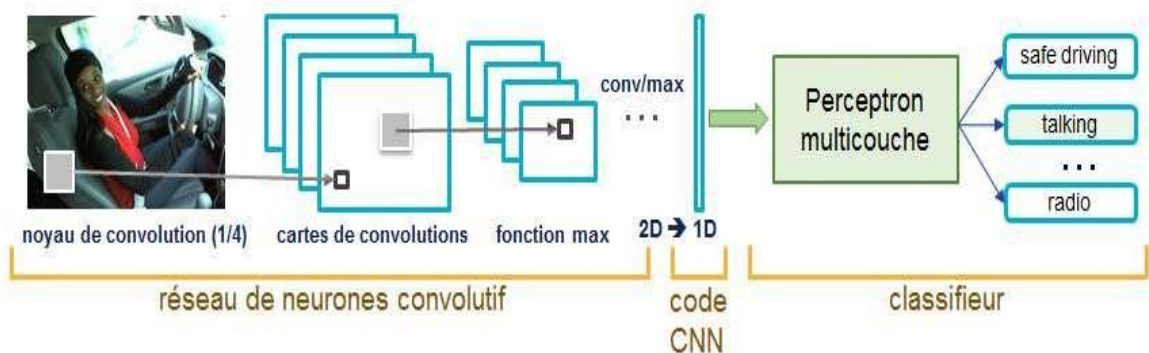 conv/max
...
Perceptron
multicouche
safe driving
talking
...
radio
noyau de convolution (1/4)
cartes de convolutions
fonction max
2D ➔ 1D
réseau de neurones convolutif
code
CNN
classifieur